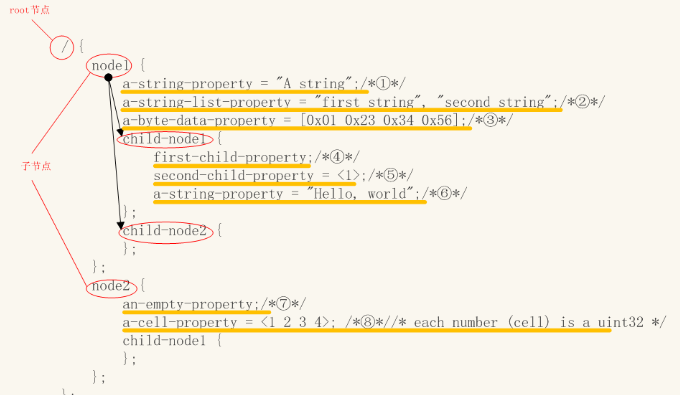 root节点
/ {
node1 {
a-string-property = "A string";/*①*/
a-string-list-property = "first string", "second string";/*②*/
a-byte-data-property = [0x01 0x23 0x34 0x56];/*③*/
child-node1 {
first-child-property;/*④*/
second-child-property = <1>;/*⑤*/
子节点
a-string-property = "Hello, world";/*⑥*/
};
child-node2 {
};
};
node2 {
an-empty-property;/*⑦*/
a-cell-property = <1 2 3 4>; /*⑧*//* each number (cell) is a uint32 */
child-node1 {
};
};
};